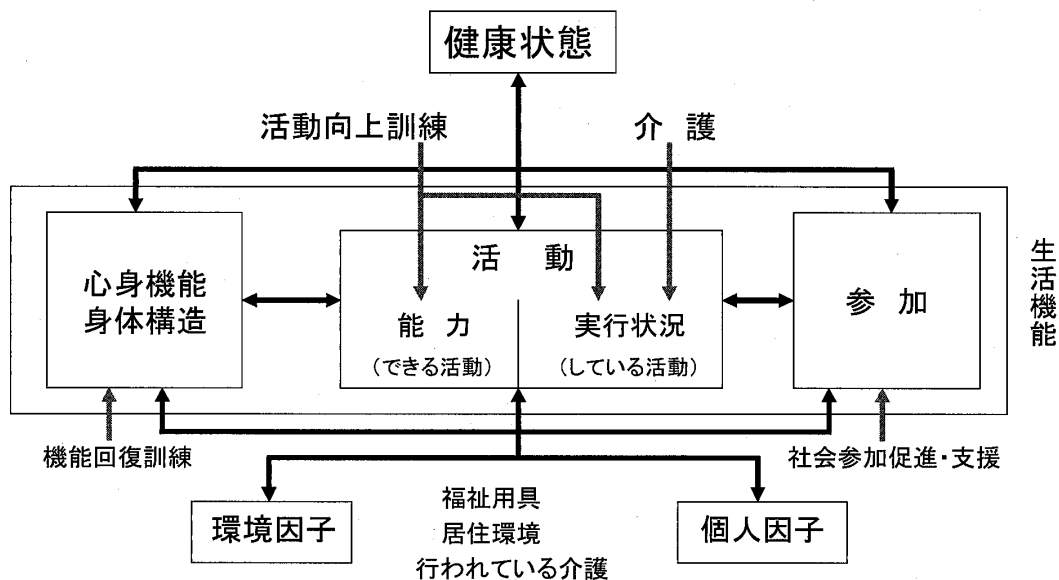 健康状態
活動向上訓練
介 護
生活機能
心身機能
身体構造
活 動
能 力
(できる活動)
実行状況
(している活動)
参 加
機能回復訓練
社会参加促進・支援
環境因子
福祉用具
居住環境
行われている介護
個人因子